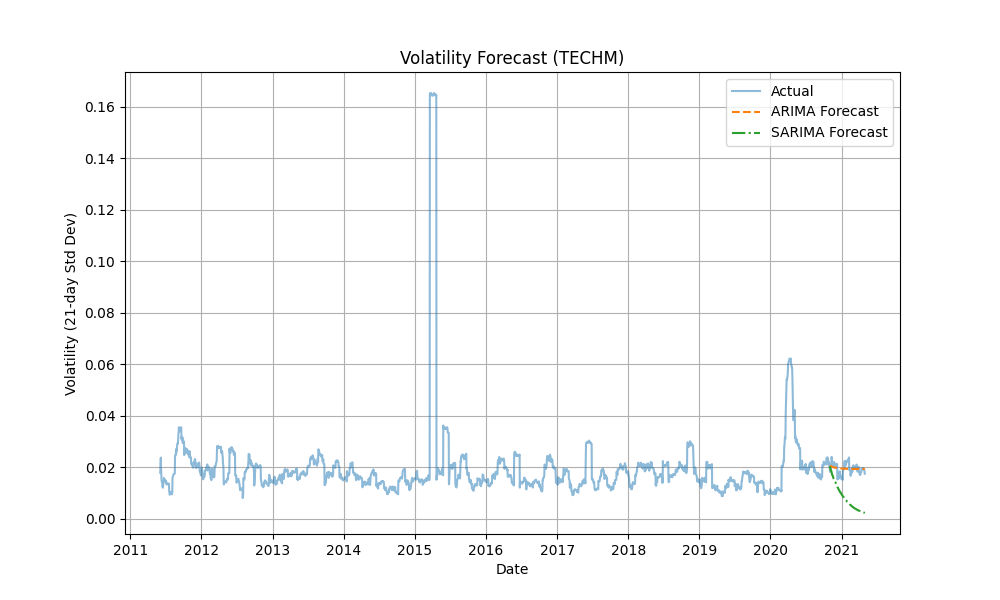 Volatility Forecast (TECHM)
Actual
ARIMA Forecast
SARIMA Forecast
Volatility (21-day Std Dev)
0.16
0.14
0.12
0.10
0.08
0.06
0.04
0.02
0.00
2011 2012 2013 2014 2015 2016 2017 2018 2019 2020 2021
Date